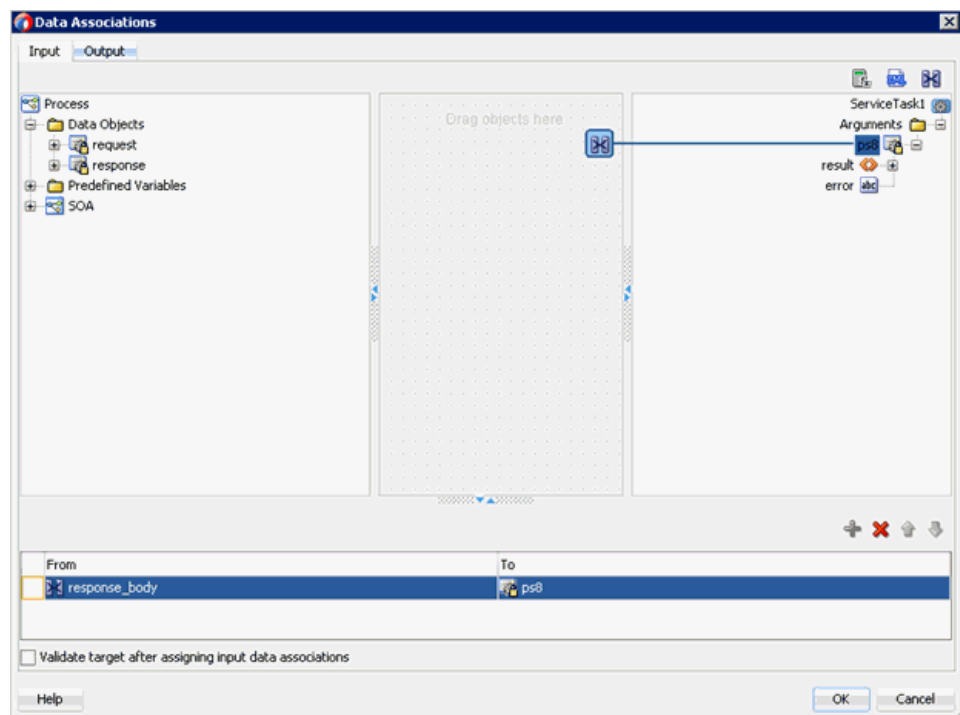 Data Associations
Input Output
Process
Data Objects
request
response
Predefined Variables
SOA
Drag objects here
ServiceTask1
Arguments
ps8
result
error abc
From To
response_body ps8
Validate target after assigning input data associations
Help OK Cancel